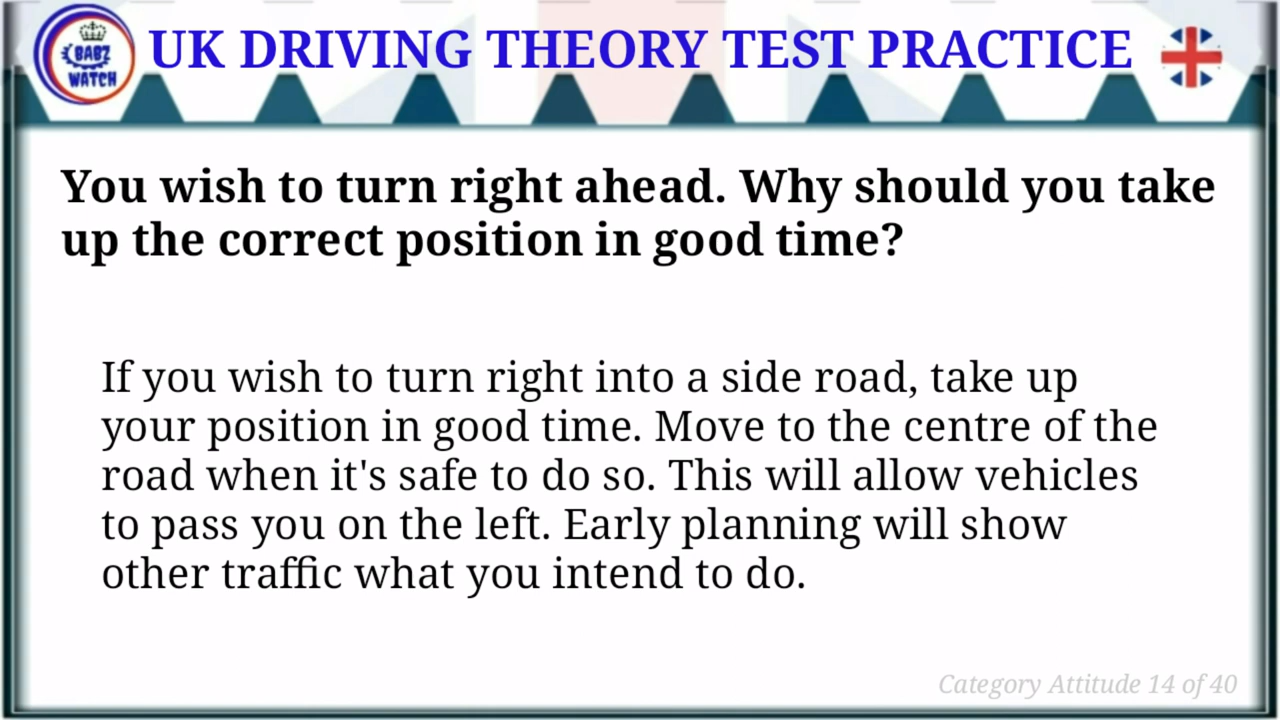 BABZ
WATCH
UK DRIVING THEORY TEST PRACTICE
You wish to turn right ahead. Why should you take
up the correct position in good time?
If you wish to turn right into a side road, take up
your position in good time. Move to the centre of the
road when it's safe to do so. This will allow vehicles
to pass you on the left. Early planning will show
other traffic what you intend to do.
Category Attitude 14 of 40